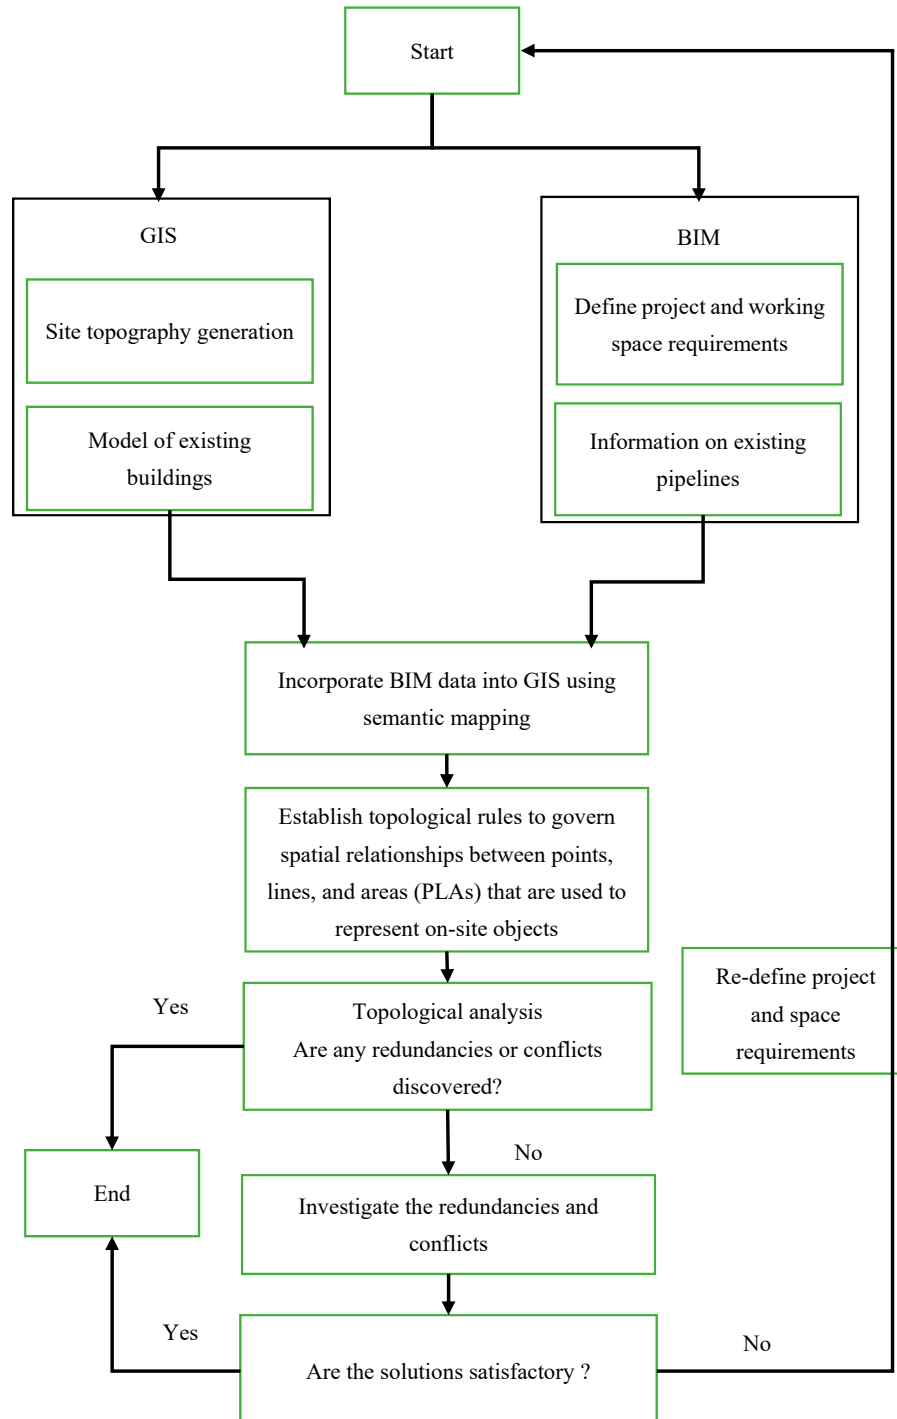 Start
GIS
Site topography generation
Model of existing
buildings
BIM
Define project and working
space requirements
Information on existing
pipelines
Incorporate BIM data into GIS using
semantic mapping
Establish topological rules to govern
spatial relationships between points,
lines, and areas (PLAs) that are used to
represent on-site objects
Re-define project
and space
requirements
Yes
Topological analysis
Are any redundancies or conflicts
discovered?
No
End
Investigate the redundancies and
conflicts
Yes
Are the solutions satisfactory ?
No